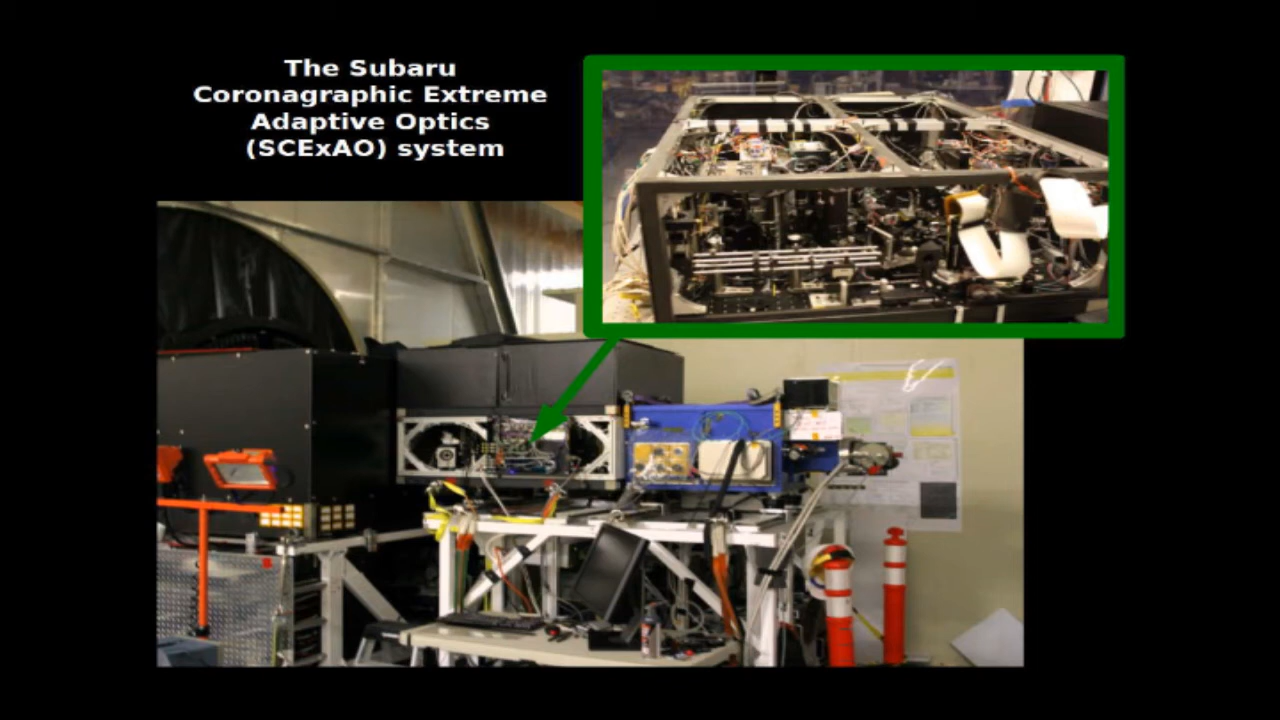 The Subaru
Coronagraphic Extreme
Adaptive Optics
(SCExAO) system